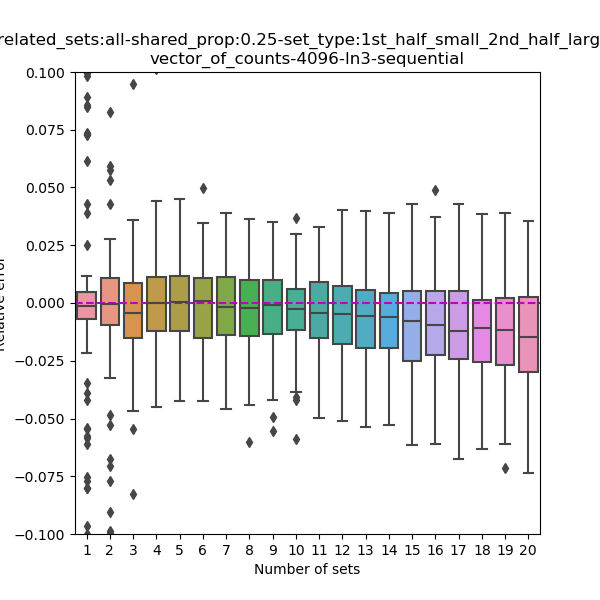 related_sets:all-shared_prop:0.25-set_type:1st_half_small_2nd_half_larg
vector_of_counts-4096-ln3-sequential
0.100
0.075
0.050
0.025
0.000
−0.025
−0.050
−0.075
−0.100
Relative error
1 2 3 4 5 6 7 8 9 10 11 12 13 14 15 16 17 18 19 20
Number of sets